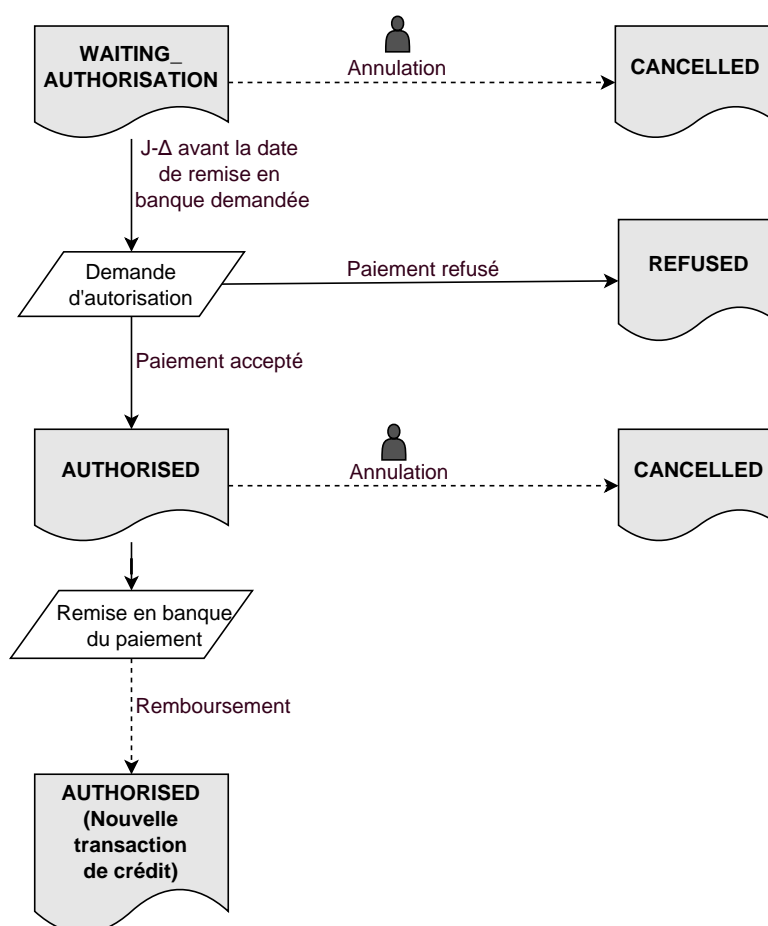 WAITING_
AUTHORISATION
Annulation
CANCELLED
J-Δ avant la date
de remise en
banque demandée
Demande
d'autorisation
Paiement refusé
REFUSED
Paiement accepté
AUTHORISED
Annulation
CANCELLED
Remise en banque
du paiement
Remboursement
AUTHORISED
(Nouvelle
transaction
de crédit)